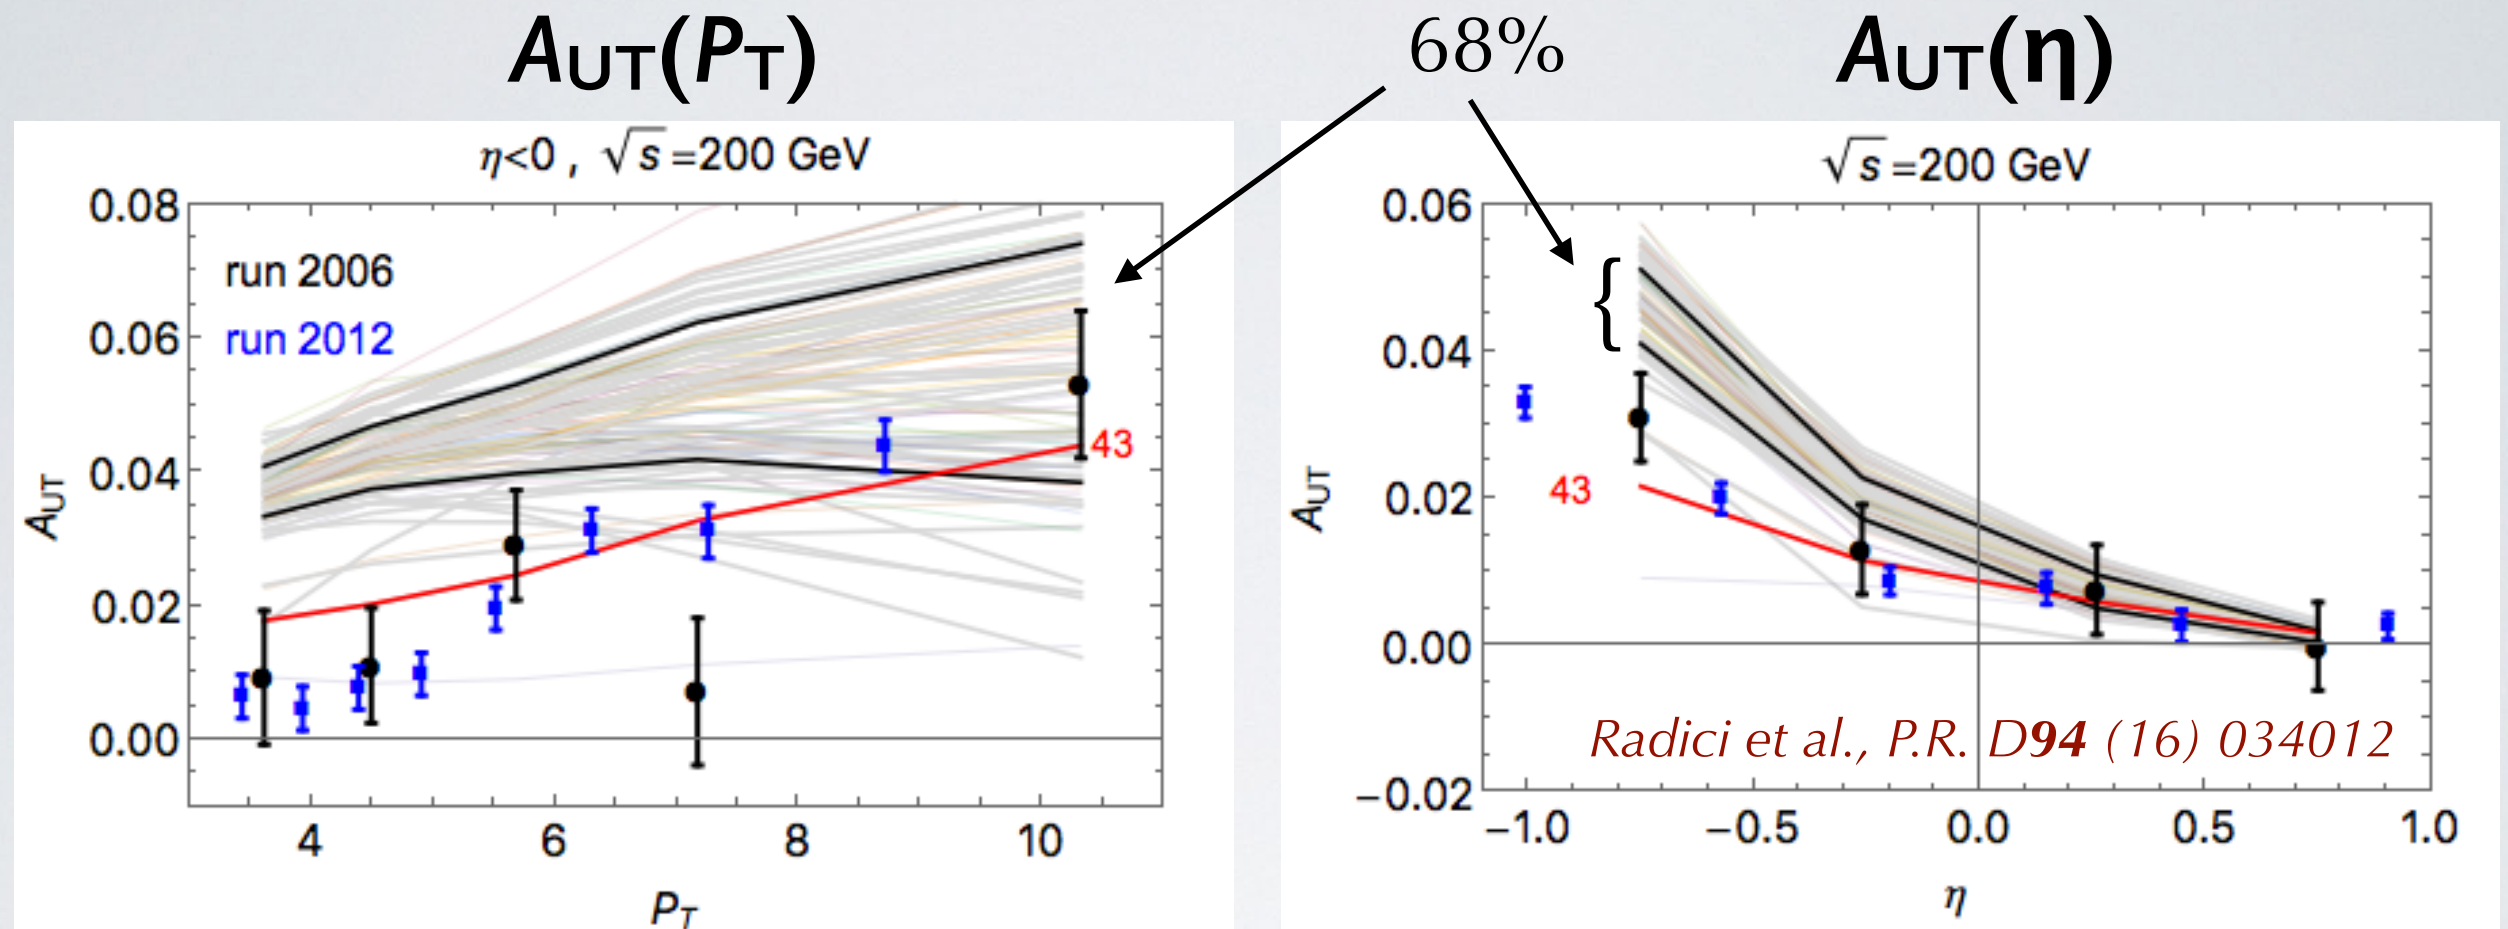 AUT(PT)
68%
AUT(η)
η<0 , √s =200 GeV
0.08
0.06
0.04
0.02
0.00
run 2006
run 2012
43
AUT
4 6 8 10
PT
√s =200 GeV
0.06
0.04
0.02
0.00
−0.02
{
43
AUT
Radici et al., P.R. D94 (16) 034012
−1.0 −0.5 0.0 0.5 1.0
η